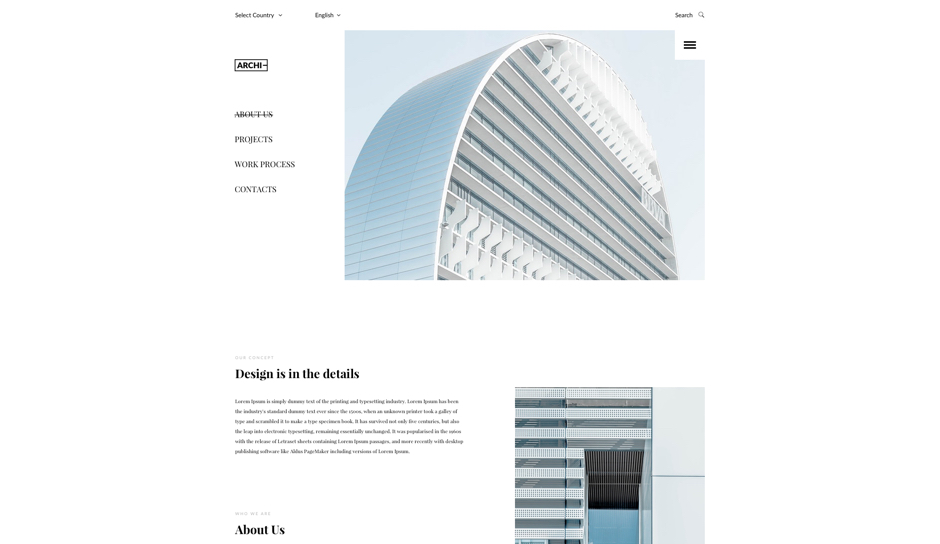 Select Country
English
Search
ARCHI
ABOUT US
PROJECTS
WORK PROCESS
CONTACTS
OUR CONCEPT
Design is in the details
Lorem Ipsum is simply dummy text of the printing and typesetting industry. Lorem Ipsum has been
the industry's standard dummy text ever since the 1500s, when an unknown printer took a galley of
type and scrambled it to make a type specimen book. It has survived not only five centuries, but also
the leap into electronic typesetting, remaining essentially unchanged. It was popularised in the 1960s
with the release of Letraset sheets containing Lorem Ipsum passages, and more recently with desktop
publishing software like Aldus PageMaker including versions of Lorem Ipsum.
WHO WE ARE
About Us